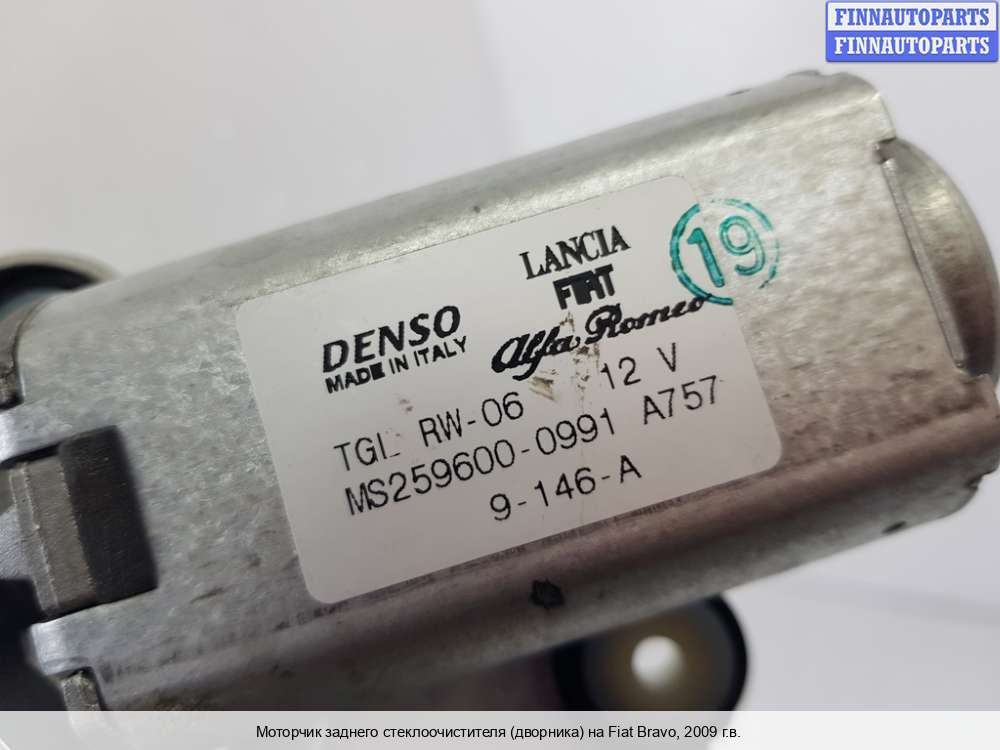 FINNAUTOPARTS
FINNAUTOPARTS
LANCIA
FIAT
Alfa Romeo
19
DENSO
MADE IN ITALY
TGL RW-06 12 V
MS259600-0991 A757
9-146-A
Моторчик заднего стеклоочистителя (дворника) на Fiat Bravo, 2009 г.в.